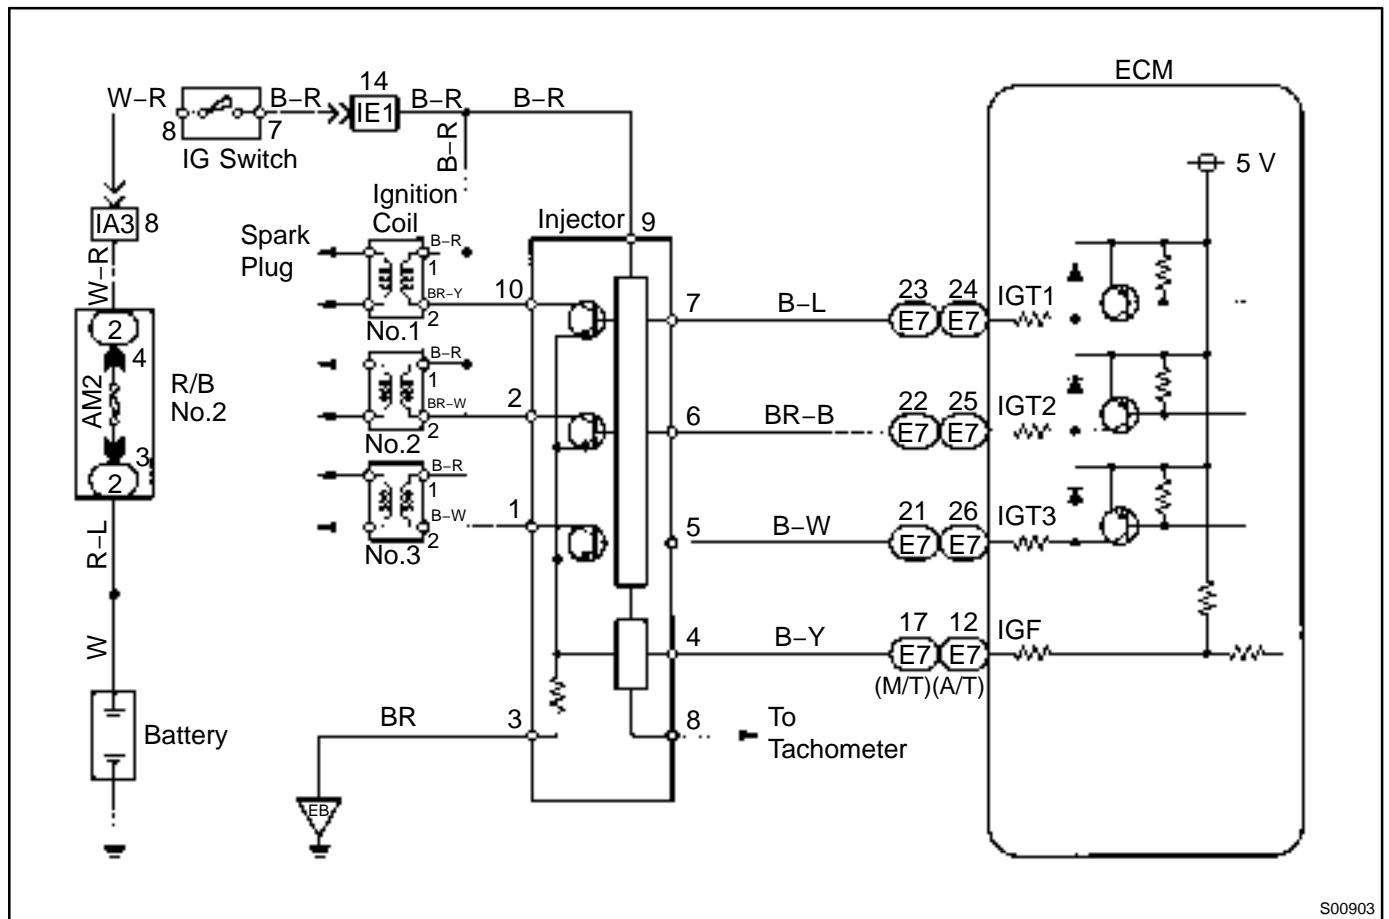 ECM
14
W–R
B–R
IE1
B–R
B–R
8
7
IG Switch
B–R
5 V
IA3
8
W–R
Ignition
Coil
Spark
Plug
Injector
9
B–R
1
BR–Y
2
No.1
10
7
B–L
23
24
E7
E7
IGT1
2
4
AM2
R/B
No.2
3
2
B–R
1
BR–W
2
No.2
2
6
BR–B
22
25
E7
E7
IGT2
B–R
1
B–W
2
No.3
1
5
B–W
21
26
E7
E7
IGT3
R–L
W
4
B–Y
17
12
E7
E7
IGF
(M/T)
(A/T)
Battery
BR
3
8
To
Tachometer
EB
S00903